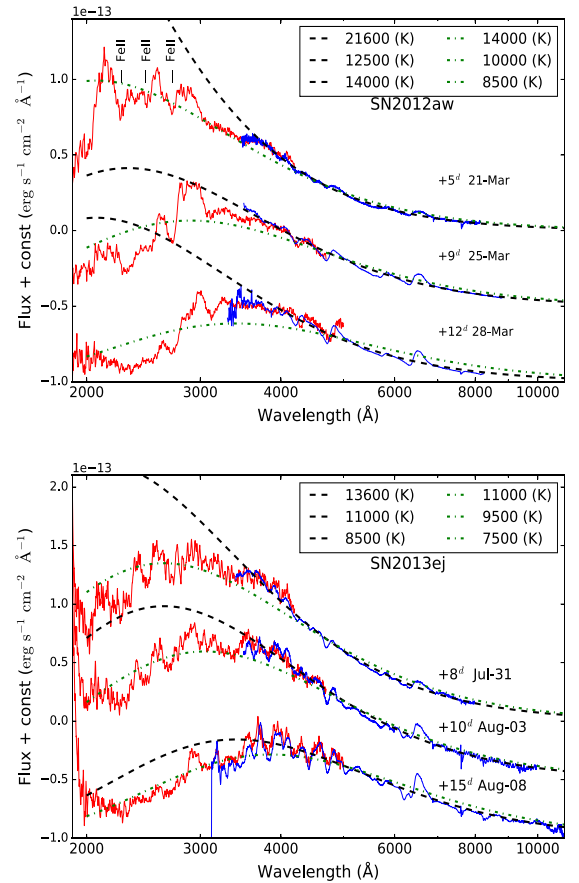 1e−13
FeII FeII FeII
21600 (K) 14000 (K)
12500 (K) 10000 (K)
14000 (K) 8500 (K)
SN2012aw
1.0
0.5
0.0
−0.5
−1.0
+5d 21-Mar
+9d 25-Mar
+12d 28-Mar
Flux + const (erg s−1 cm−2 Å−1)
2000 3000 4000 6000 8000 10000
Wavelength (Å)
1e−13
13600 (K) 11000 (K)
11000 (K) 9500 (K)
8500 (K) 7500 (K)
SN2013ej
2.0
1.5
1.0
0.5
0.0
−0.5
−1.0
+8d Jul-31
+10d Aug-03
+15d Aug-08
Flux + const (erg s−1 cm−2 Å−1)
2000 3000 4000 6000 8000 10000
Wavelength (Å)